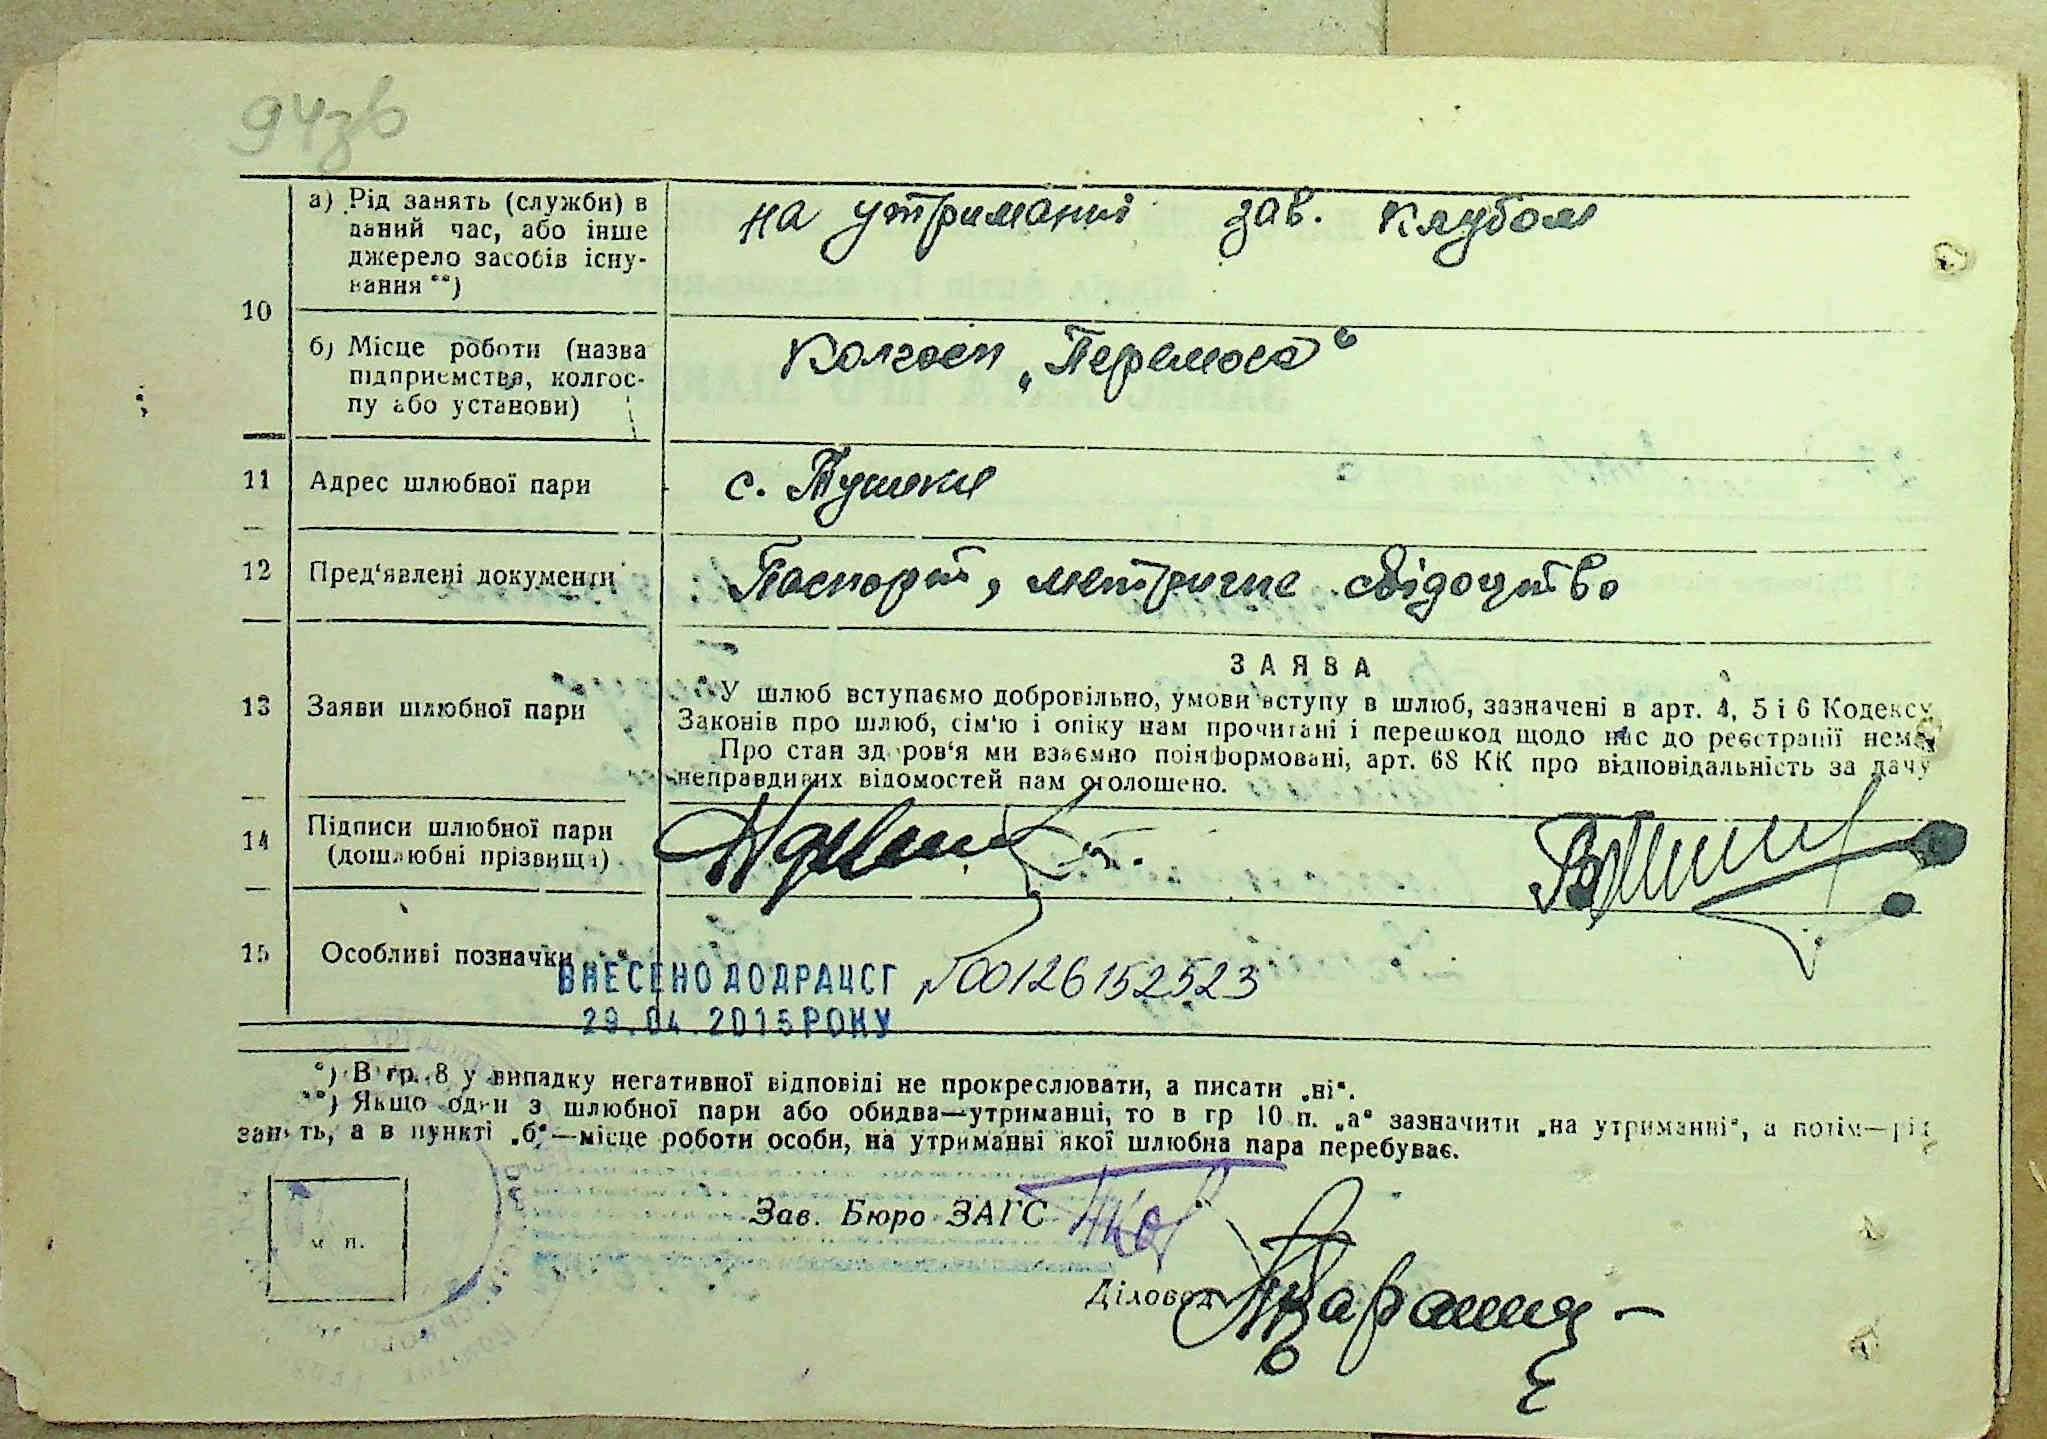 94зв
а) Рід занять (служби) в
даний час, або інше
джерело засобів існу-
вання **)
на утриманні зав. клубом
10
б) Місце роботи (назва
підприємства, колгос-
пу або установи)
Колгосп „Перемога“
11 Адрес шлюбної пари с. Пушки
12 Пред‘явлені документи Паспорт, метричне свідоцтво
ЗАЯВА
13 Заяви шлюбної пари
У шлюб вступаємо добровільно, умови вступу в шлюб, зазначені в арт. 4, 5 і 6 Кодексу
Законів про шлюб, сім‘ю і опіку нам прочитані і перешкод щодо нас до реєстрації нема.
Про стан здоров‘я ми взаємно поінформовані, арт. 68 КК про відповідальність за дачу
неправдивих відомостей нам оголошено.
14 Підписи шлюбної пари
(дошлюбні прізвища)
15 Особливі позначки
ВНЕСЕНО ДО ДРАЦСГ №00126152523
29.04.2015 РОКУ
*) В гр. 8 у випадку негативної відповіді не прокреслювати, а писати „ні“.
**) Якщо один з шлюбної пари або обидва—утриманці, то в гр 10 п. „а“ зазначити „на утриманні“, а потім—рід
занять, а в пункті „б“—місце роботи особи, на утриманні якої шлюбна пара перебуває.
Зав. Бюро ЗАГС
м п.
Діловод